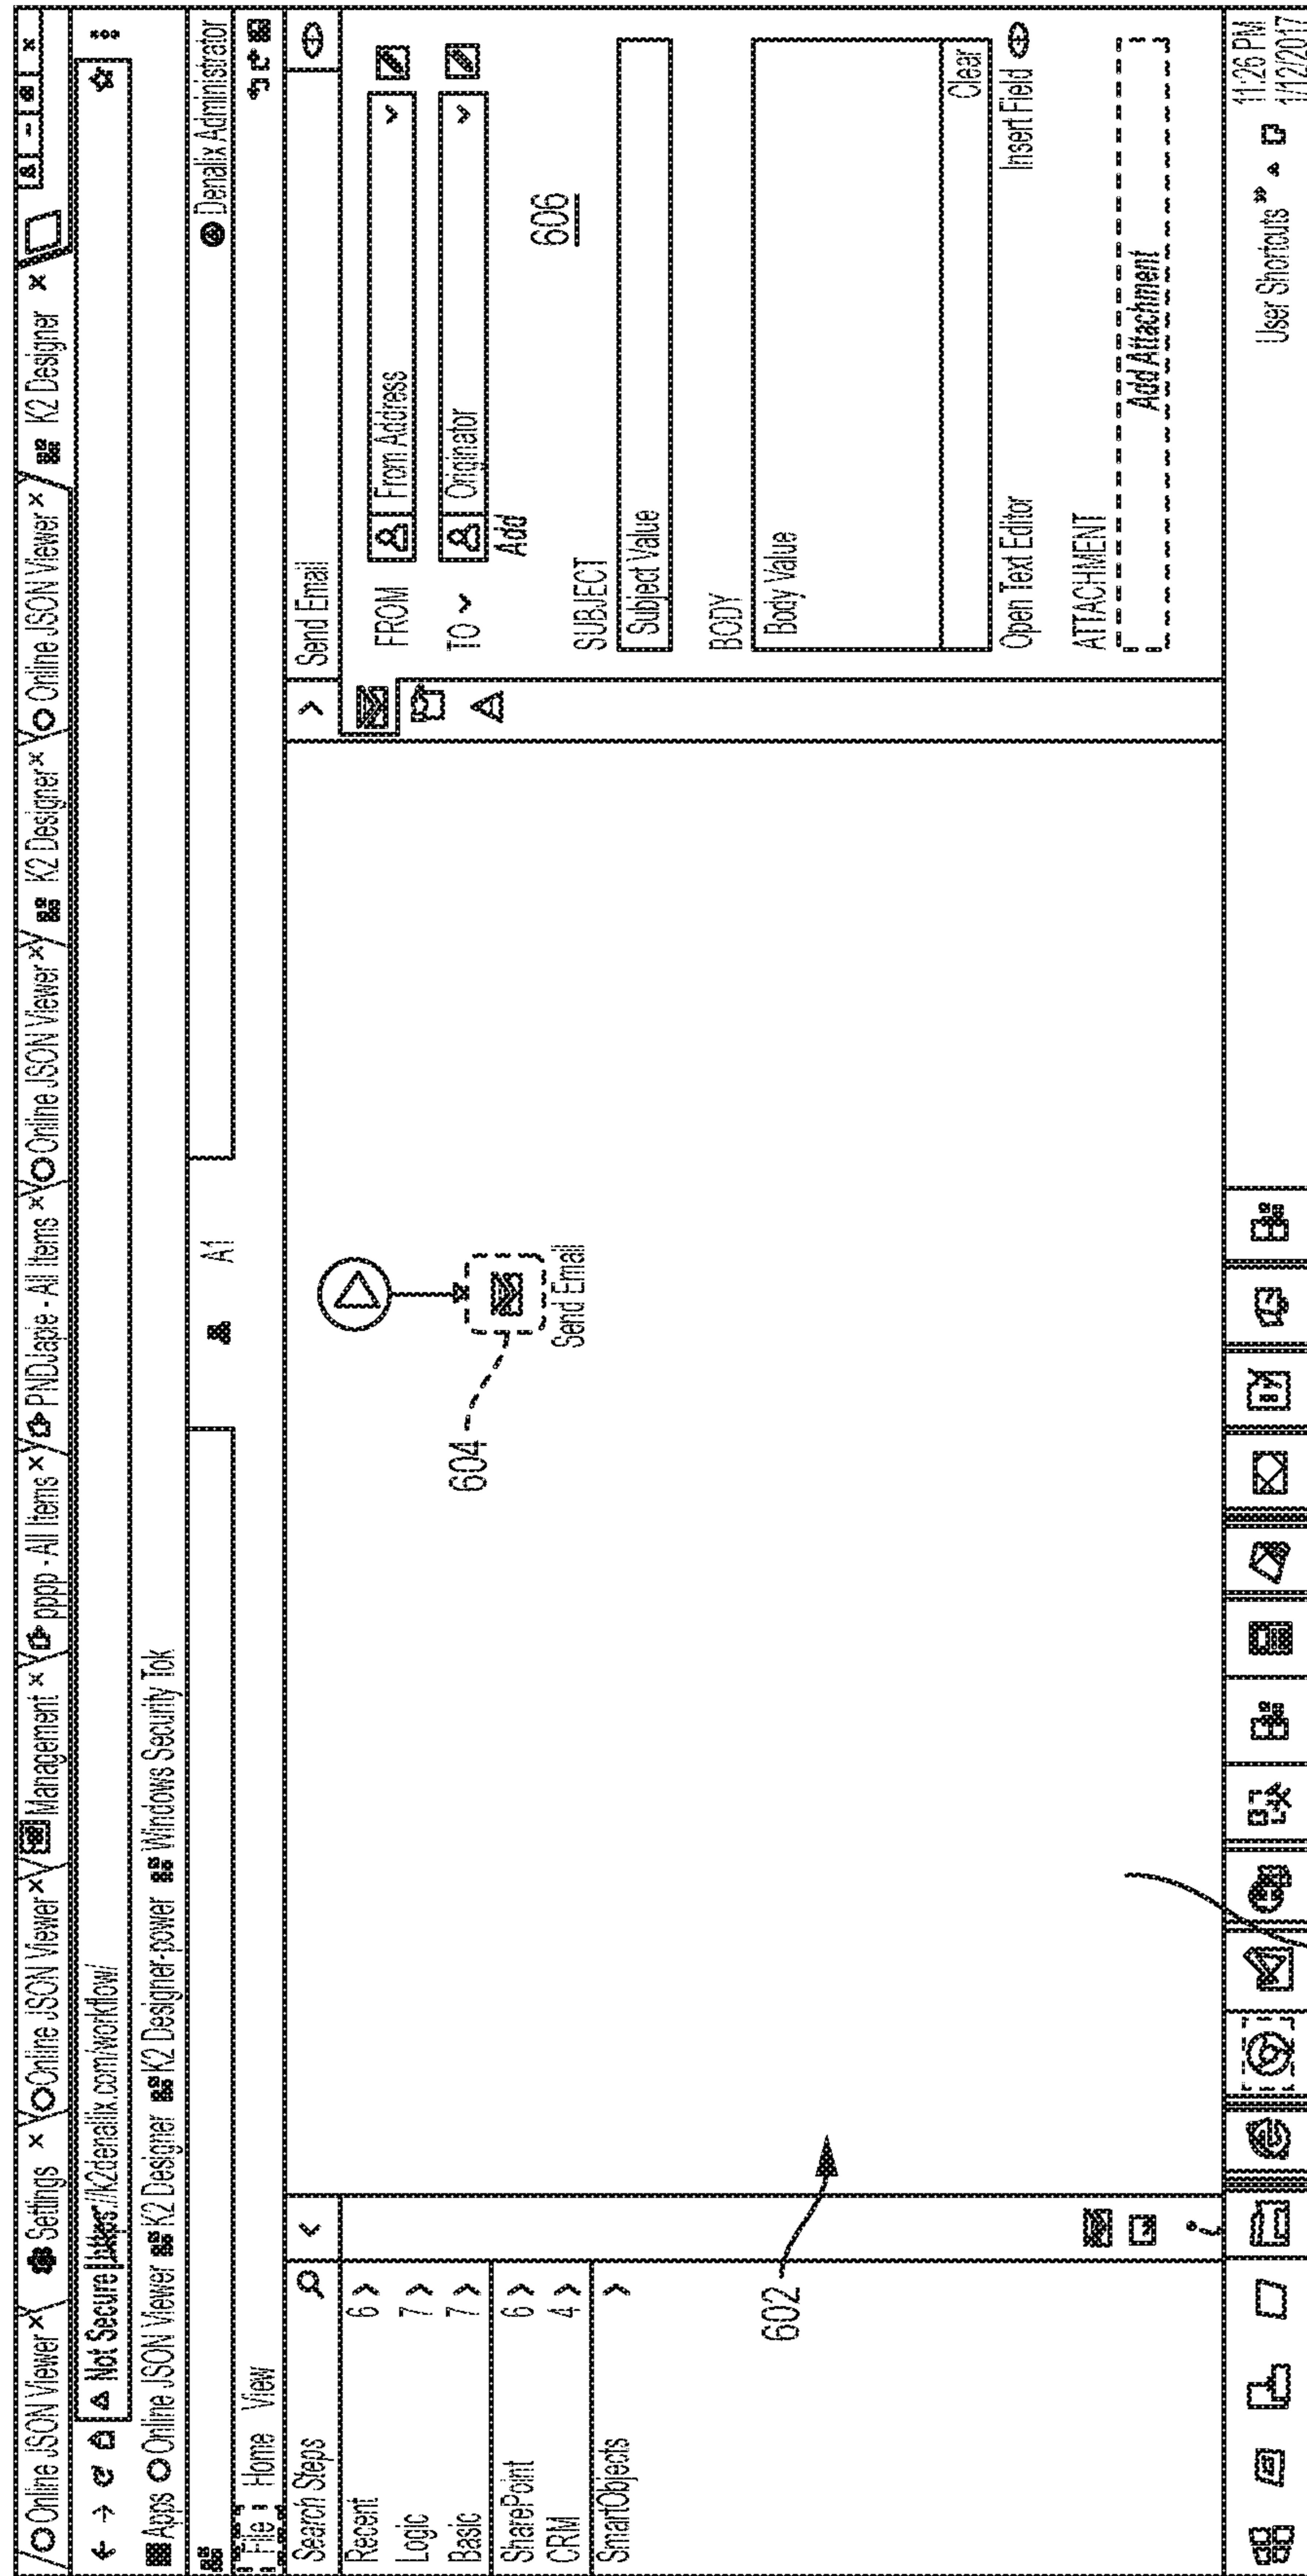 Online JSON Viewer × Settings × Online JSON Viewer × Management × pppp - All Items × PNDJapie - All Items × Online JSON Viewer × K2 Designer × Online JSON Viewer × K2 Designer ×
Not Secure https://k2denallix.com/workflow/
Apps Online JSON Viewer K2 Designer K2 Designer-power Windows Security Tok
A1 Denalix Administrator
File Home View
Search Steps
Recent 6
Logic 7
Basic 7
SharePoint 6
CRM 4
SmartObjects
602
604
Send Email
Send Email
FROM From Address
TO Originator
Add
606
SUBJECT
Subject Value
BODY
Body Value
Clear
Open Text Editor Insert Field
ATTACHMENT
Add Attachment
User Shortcuts »
11:26 PM
1/12/2017